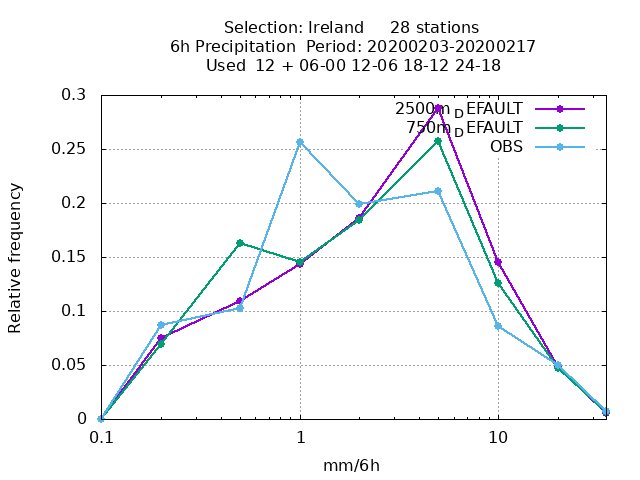 Selection: Ireland     28 stations
6h Precipitation  Period: 20200203-20200217
Used  12 + 06-00 12-06 18-12 24-18
0.3
0.25
0.2
0.15
0.1
0.05
0
Relative frequency
2500m_DEFAULT
750m_DEFAULT
OBS
0.1
1
10
mm/6h